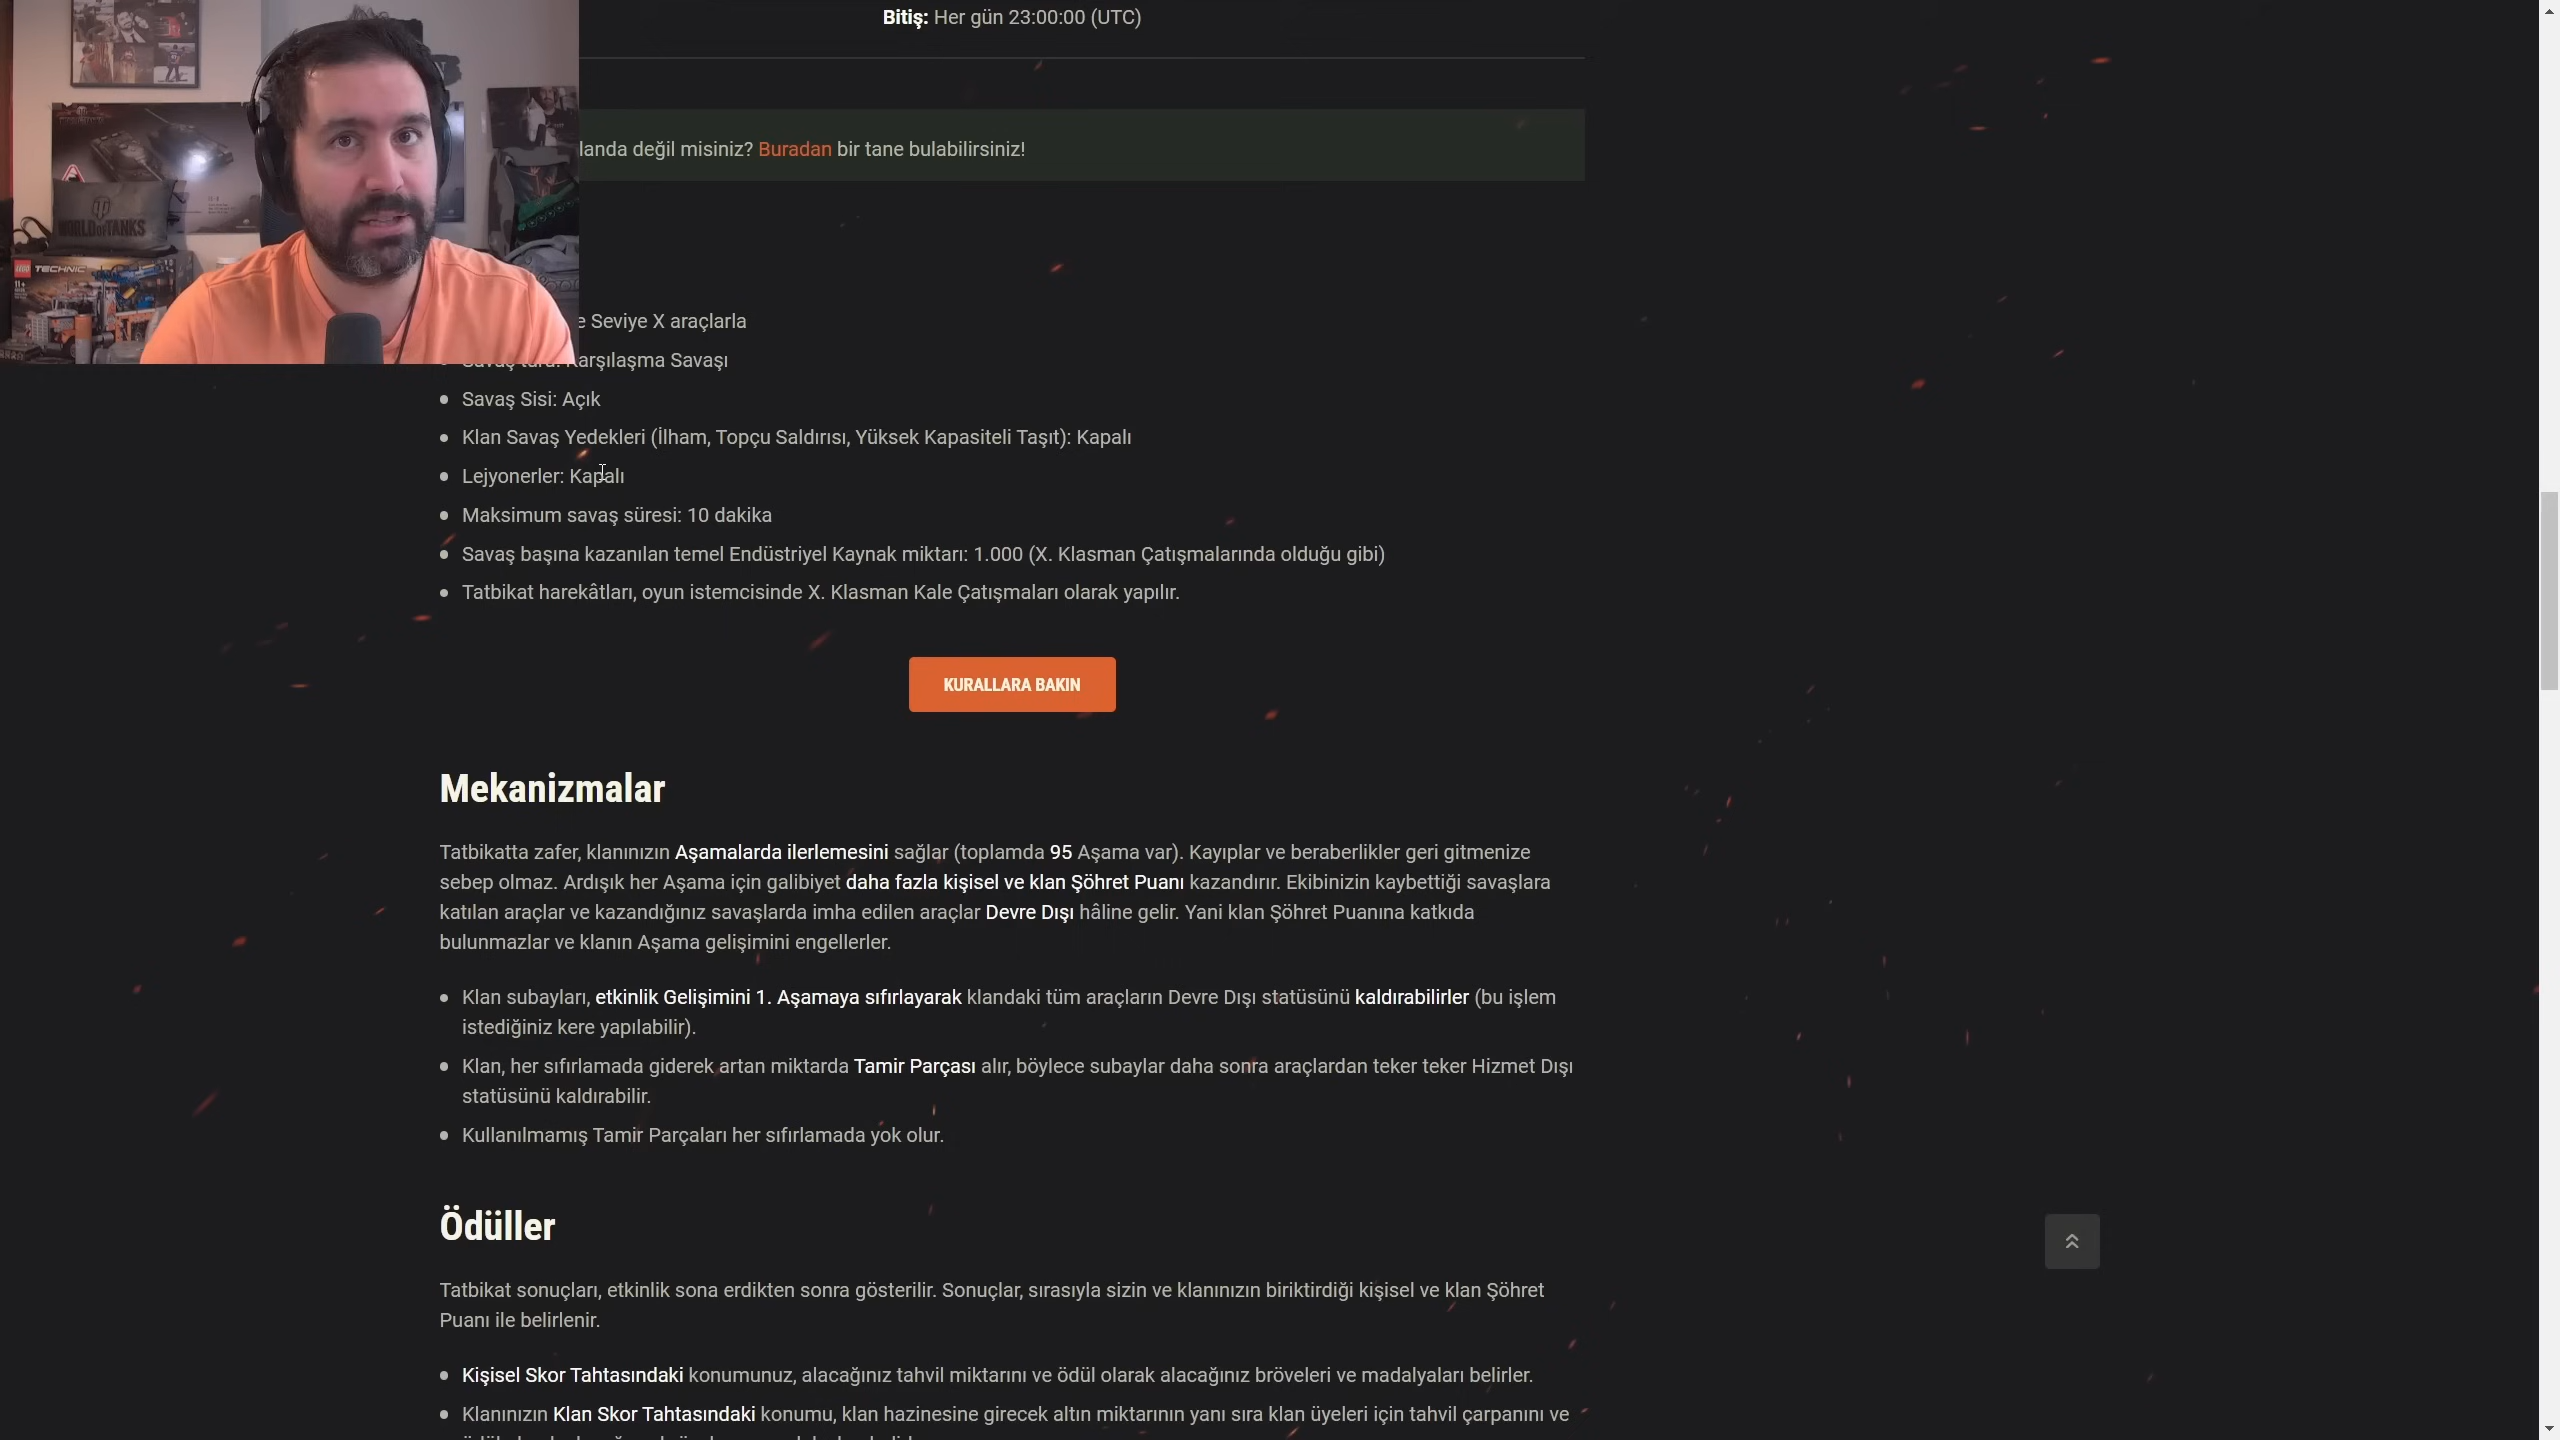 Bitiş: Her gün 23:00:00 (UTC)
landa değil misiniz? Buradan bir tane bulabilirsiniz!
WORLD OF TANKS
LEGO TECHNIC
11+
e Seviye X araçlarla
Savaş türü: Karşılaşma Savaşı
Savaş Sisi: Açık
Klan Savaş Yedekleri (İlham, Topçu Saldırısı, Yüksek Kapasiteli Taşıt): Kapalı
Lejyonerler: Kapalı
Maksimum savaş süresi: 10 dakika
Savaş başına kazanılan temel Endüstriyel Kaynak miktarı: 1.000 (X. Klasman Çatışmalarında olduğu gibi)
Tatbikat harekâtları, oyun istemcisinde X. Klasman Kale Çatışmaları olarak yapılır.
KURALLARA BAKIN
Mekanizmalar
Tatbikatta zafer, klanınızın Aşamalarda ilerlemesini sağlar (toplamda 95 Aşama var). Kayıplar ve beraberlikler geri gitmenize
sebep olmaz. Ardışık her Aşama için galibiyet daha fazla kişisel ve klan Şöhret Puanı kazandırır. Ekibinizin kaybettiği savaşlara
katılan araçlar ve kazandığınız savaşlarda imha edilen araçlar Devre Dışı hâline gelir. Yani klan Şöhret Puanına katkıda
bulunmazlar ve klanın Aşama gelişimini engellerler.
Klan subayları, etkinlik Gelişimini 1. Aşamaya sıfırlayarak klandaki tüm araçların Devre Dışı statüsünü kaldırabilirler (bu işlem
istediğiniz kere yapılabilir).
Klan, her sıfırlamada giderek artan miktarda Tamir Parçası alır, böylece subaylar daha sonra araçlardan teker teker Hizmet Dışı
statüsünü kaldırabilir.
Kullanılmamış Tamir Parçaları her sıfırlamada yok olur.
Ödüller
Tatbikat sonuçları, etkinlik sona erdikten sonra gösterilir. Sonuçlar, sırasıyla sizin ve klanınızın biriktirdiği kişisel ve klan Şöhret
Puanı ile belirlenir.
Kişisel Skor Tahtasındaki konumunuz, alacağınız tahvil miktarını ve ödül olarak alacağınız bröveleri ve madalyaları belirler.
Klanınızın Klan Skor Tahtasındaki konumu, klan hazinesine girecek altın miktarının yanı sıra klan üyeleri için tahvil çarpanını ve